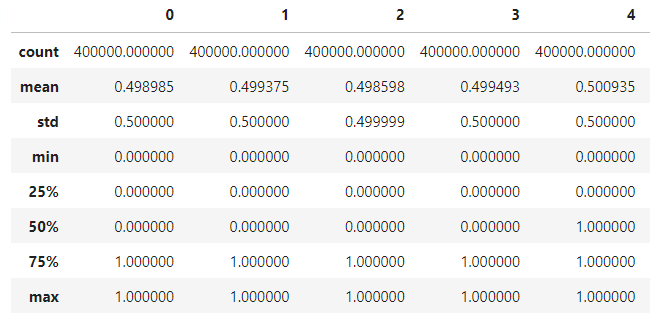 0 1 2 3 4
count 400000.000000 400000.000000 400000.000000 400000.000000 400000.000000
mean 0.498985 0.499375 0.498598 0.499493 0.500935
std 0.500000 0.500000 0.499999 0.500000 0.500000
min 0.000000 0.000000 0.000000 0.000000 0.000000
25% 0.000000 0.000000 0.000000 0.000000 0.000000
50% 0.000000 0.000000 0.000000 0.000000 1.000000
75% 1.000000 1.000000 1.000000 1.000000 1.000000
max 1.000000 1.000000 1.000000 1.000000 1.000000